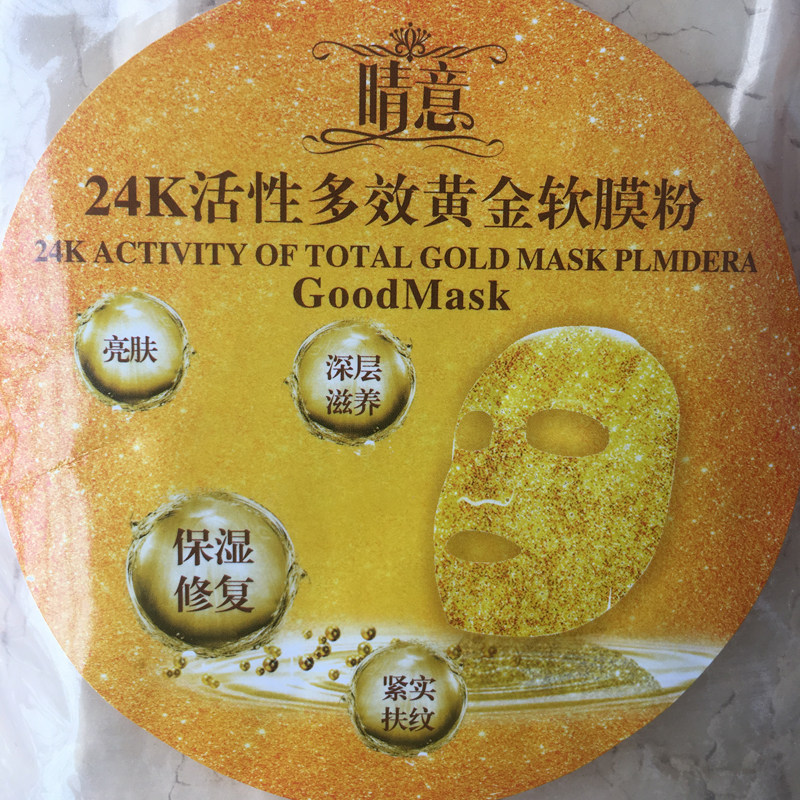 晴意
24K活性多效黄金软膜粉
24K ACTIVITY OF TOTAL GOLD MASK PLMDERA
GoodMask
亮肤
深层
滋养
保湿
修复
紧实
扶纹